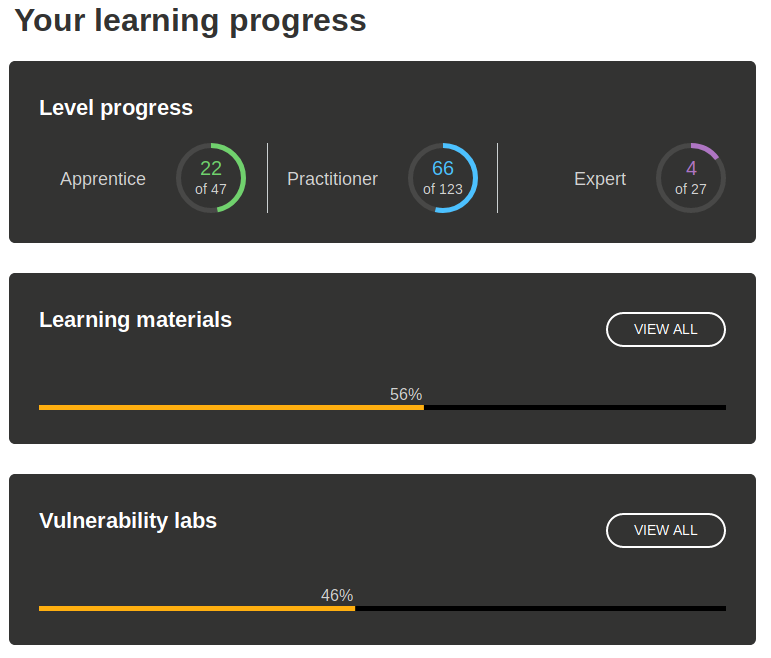 Your learning progress
Level progress
Apprentice
22
of 47
Practitioner
66
of 123
Expert
4
of 27
Learning materials
VIEW ALL
56%
Vulnerability labs
VIEW ALL
46%